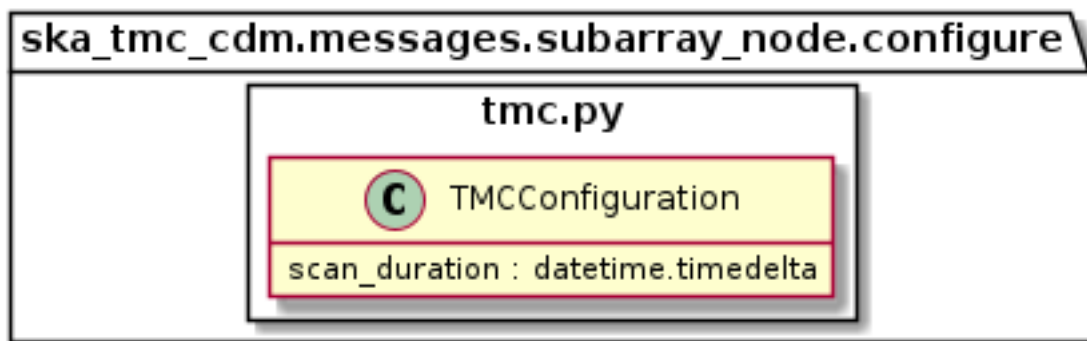 ska_tmc_cdm.messages.subarray_node.configure
tmc.py
C TMCConfiguration
scan_duration : datetime.timedelta